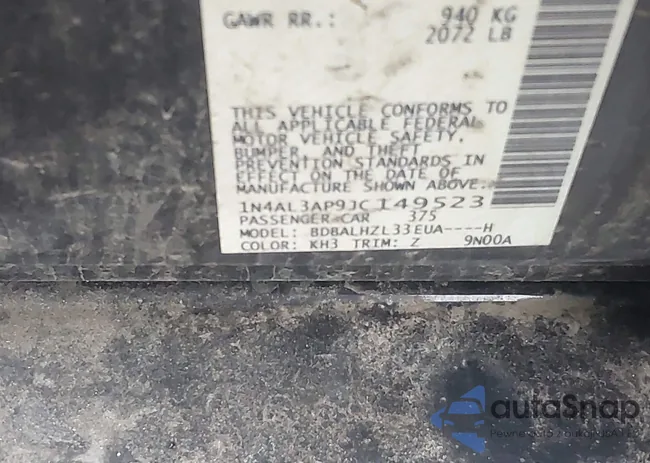 GAWR RR.: 940 KG
2072 LB
THIS VEHICLE CONFORMS TO
ALL APPLICABLE FEDERAL
MOTOR VEHICLE SAFETY,
BUMPER, AND THEFT
PREVENTION STANDARDS IN
EFFECT ON THE DATE OF
MANUFACTURE SHOWN ABOVE.
1N4AL3AP9JC149523
PASSENGER CAR 375
MODEL: BDBALHZL33EUA----H
COLOR: KH3 TRIM: Z 9N00A
autaSnap